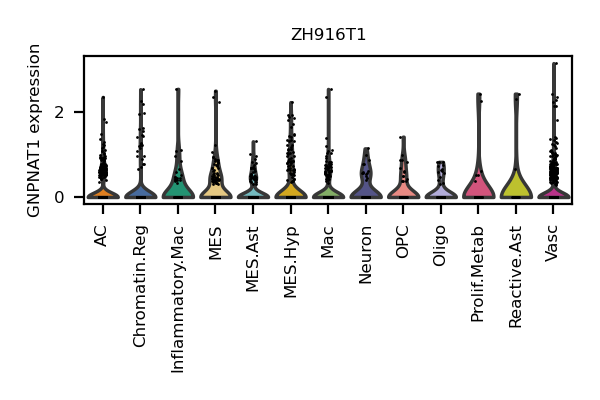 ZH916T1
GNPNAT1 expression
2
0
AC
Chromatin.Reg
Inflammatory.Mac
MES
MES.Ast
MES.Hyp
Mac
Neuron
OPC
Oligo
Prolif.Metab
Reactive.Ast
Vasc